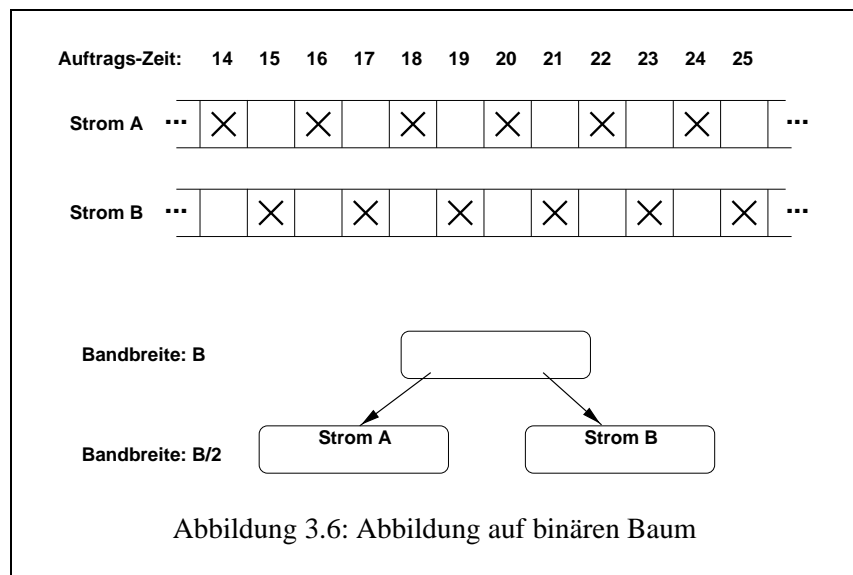 Auftrags-Zeit: 14 15 16 17 18 19 20 21 22 23 24 25
Strom A ... ...
Strom B ... ...
Bandbreite: B
Strom A Strom B
Bandbreite: B/2
Abbildung 3.6: Abbildung auf binären Baum